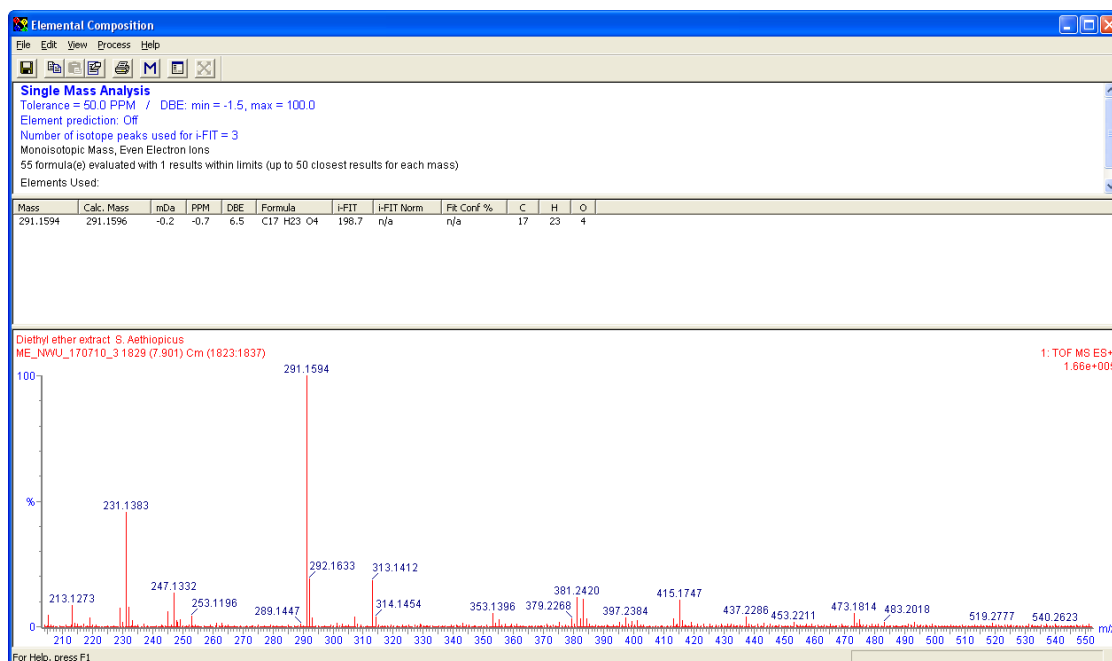 Elemental Composition
File Edit View Process Help
Single Mass Analysis
Tolerance = 50.0 PPM / DBE: min = -1.5, max = 100.0
Element prediction: Off
Number of isotope peaks used for i-FIT = 3
Monoisotopic Mass, Even Electron Ions
55 formula(e) evaluated with 1 results within limits (up to 50 closest results for each mass)
Elements Used:
Mass Calc. Mass mDa PPM DBE Formula i-FIT i-FIT Norm Fit Conf % C H O
291.1594 291.1596 -0.2 -0.7 6.5 C17 H23 O4 198.7 n/a n/a 17 23 4
Diethyl ether extract S. Aethiopicus
ME_NWU_170710_3 1829 (7.901) Cm (1823:1837)
1: TOF MS ES+
1.66e+005
100
291.1594
%
231.1383
292.1633
313.1412
247.1332
213.1273
253.1196
289.1447
314.1454
353.1396
379.2268
381.2420
397.2384
415.1747
437.2286
453.2211
473.1814
483.2018
519.2777
540.2623
0
m/z
210 220 230 240 250 260 270 280 290 300 310 320 330 340 350 360 370 380 390 400 410 420 430 440 450 460 470 480 490 500 510 520 530 540 550
For Help, press F1